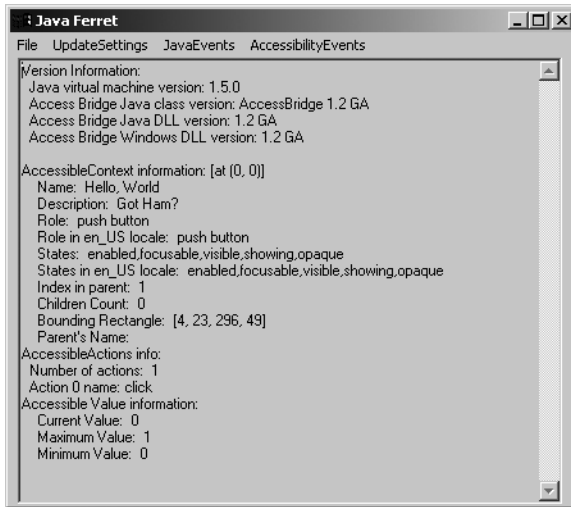 Java Ferret
File UpdateSettings JavaEvents AccessibilityEvents
Version Information:
Java virtual machine version: 1.5.0
Access Bridge Java class version: AccessBridge 1.2 GA
Access Bridge Java DLL version: 1.2 GA
Access Bridge Windows DLL version: 1.2 GA
AccessibleContext information: [at (0, 0)]
Name: Hello, World
Description: Got Ham?
Role: push button
Role in en_US locale: push button
States: enabled,focusable,visible,showing,opaque
States in en_US locale: enabled,focusable,visible,showing,opaque
Index in parent: 1
Children Count: 0
Bounding Rectangle: [4, 23, 296, 49]
Parent's Name:
AccessibleActions info:
Number of actions: 1
Action 0 name: click
Accessible Value information:
Current Value: 0
Maximum Value: 1
Minimum Value: 0